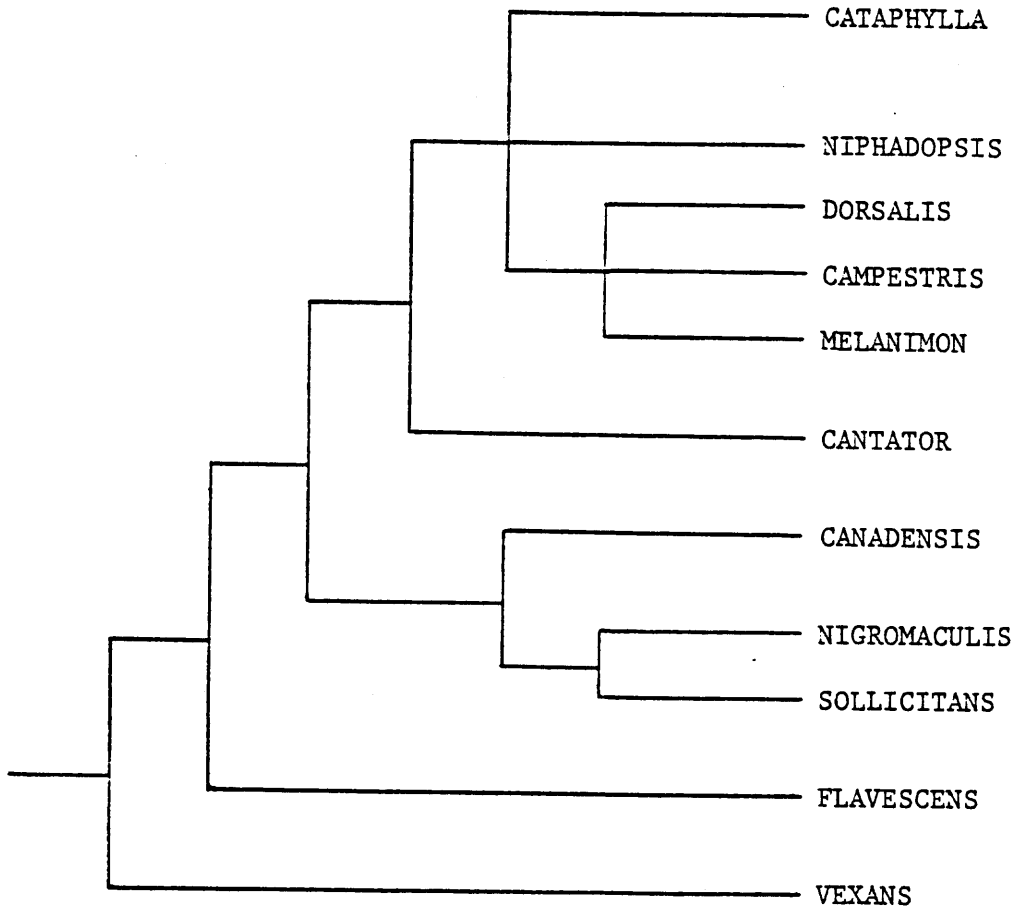 CATAPHYLLA
NIPHADOPSIS
DORSALIS
CAMPESTRIS
MELANIMON
CANTATOR
CANADENSIS
NIGROMACULIS
SOLLICITANS
FLAVESCENS
VEXANS